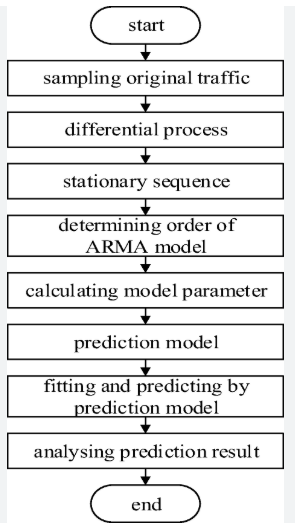 start
sampling original traffic
differential process
stationary sequence
determining order of
ARMA model
calculating model parameter
prediction model
fitting and predicting by
prediction model
analysing prediction result
end